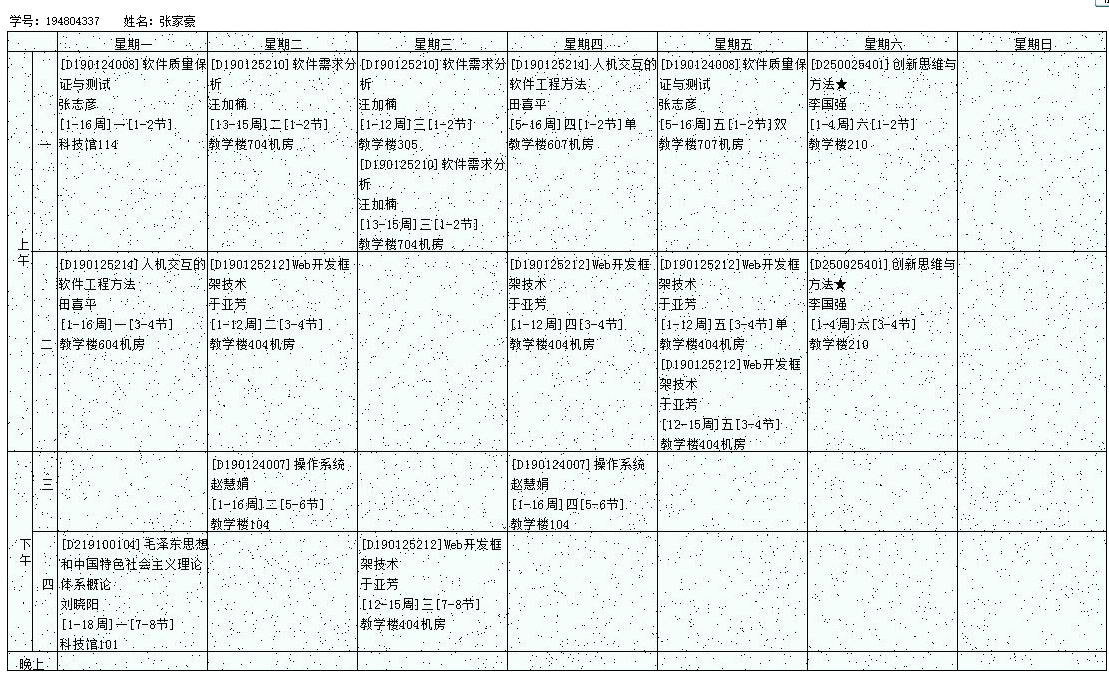 学号：194804337 姓名：张家豪
星期一 星期二 星期三 星期四 星期五 星期六 星期日
上午
一
[D190124008]软件质量保
证与测试
张志彦
[1-16周]一[1-2节]
科技馆114
[D190125210]软件需求分
析
汪加楠
[13-15周]二[1-2节]
教学楼704机房
[D190125210]软件需求分
析
汪加楠
[1-12周]三[1-2节]
教学楼305
[D190125210]软件需求分
析
汪加楠
[13-15周]三[1-2节]
教学楼704机房
[D190125214]人机交互的
软件工程方法
田喜平
[5-16周]四[1-2节]单
教学楼607机房
[D190124008]软件质量保
证与测试
张志彦
[5-16周]五[1-2节]双
教学楼707机房
[D250025401]创新思维与
方法★
李国强
[1-4周]六[1-2节]
教学楼210
二
[D190125214]人机交互的
软件工程方法
田喜平
[1-16周]一[3-4节]
教学楼604机房
[D190125212]Web开发框
架技术
于亚芳
[1-12周]二[3-4节]
教学楼404机房
[D190125212]Web开发框
架技术
于亚芳
[1-12周]四[3-4节]
教学楼404机房
[D190125212]Web开发框
架技术
于亚芳
[1-12周]五[3-4节]单
教学楼404机房
[D190125212]Web开发框
架技术
于亚芳
[12-15周]五[3-4节]
教学楼404机房
[D250025401]创新思维与
方法★
李国强
[1-4周]六[3-4节]
教学楼210
下午
三
[D190124007]操作系统
赵慧娟
[1-16周]二[5-6节]
教学楼104
[D190124007]操作系统
赵慧娟
[1-16周]四[5-6节]
教学楼104
四
[D219100104]毛泽东思想
和中国特色社会主义理论
体系概论
刘晓阳
[1-18周]一[7-8节]
科技馆101
[D190125212]Web开发框
架技术
于亚芳
[12-15周]三[7-8节]
教学楼404机房
晚上